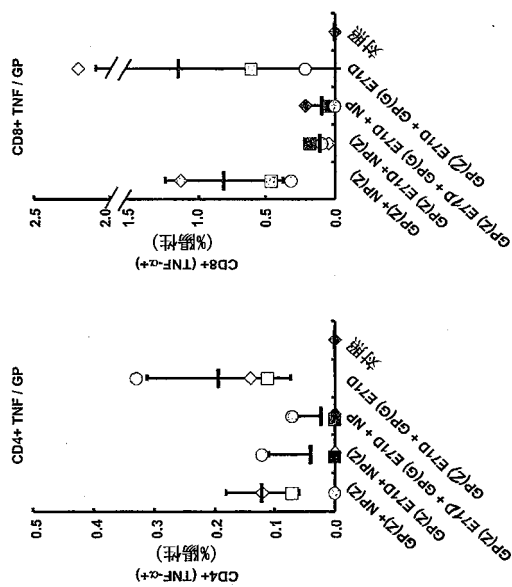 CD4+ TNF / GP
CD4+ (TNF-α+)
(%陽性)
0.5
0.4
0.3
0.2
0.1
0.0
GP(Z)+ NP(Z)
GP(Z) E71D+ NP(Z)
GP(Z) E71D + GP(G) E71D + NP
GP(Z) E71D + GP(G) E71D
対照
CD8+ TNF / GP
CD8+ (TNF-α+)
(%陽性)
2.5
2.0
1.5
1.0
0.5
0.0
GP(Z)+ NP(Z)
GP(Z) E71D+ NP(Z)
GP(Z) E71D + GP(G) E71D + NP
GP(Z) E71D + GP(G) E71D
対照